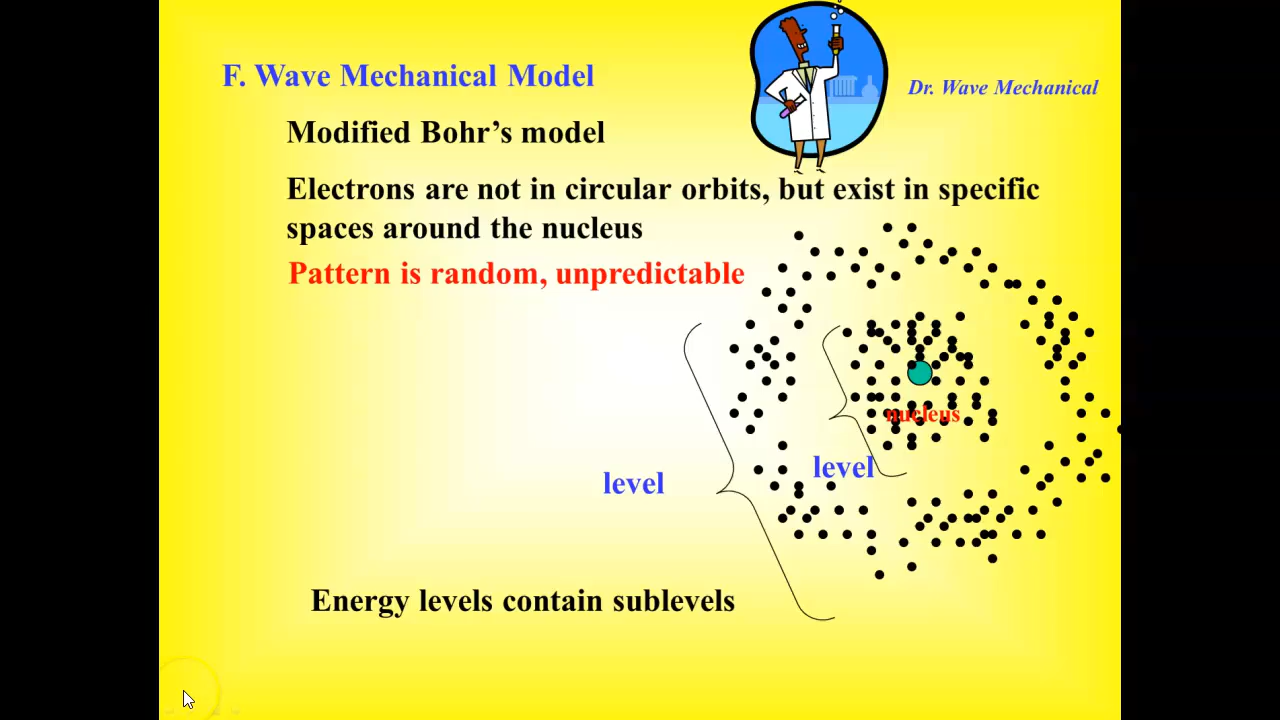 F. Wave Mechanical Model
Dr. Wave Mechanical
Modified Bohr’s model
Electrons are not in circular orbits, but exist in specific
spaces around the nucleus
Pattern is random, unpredictable
nucleus
level
level
Energy levels contain sublevels